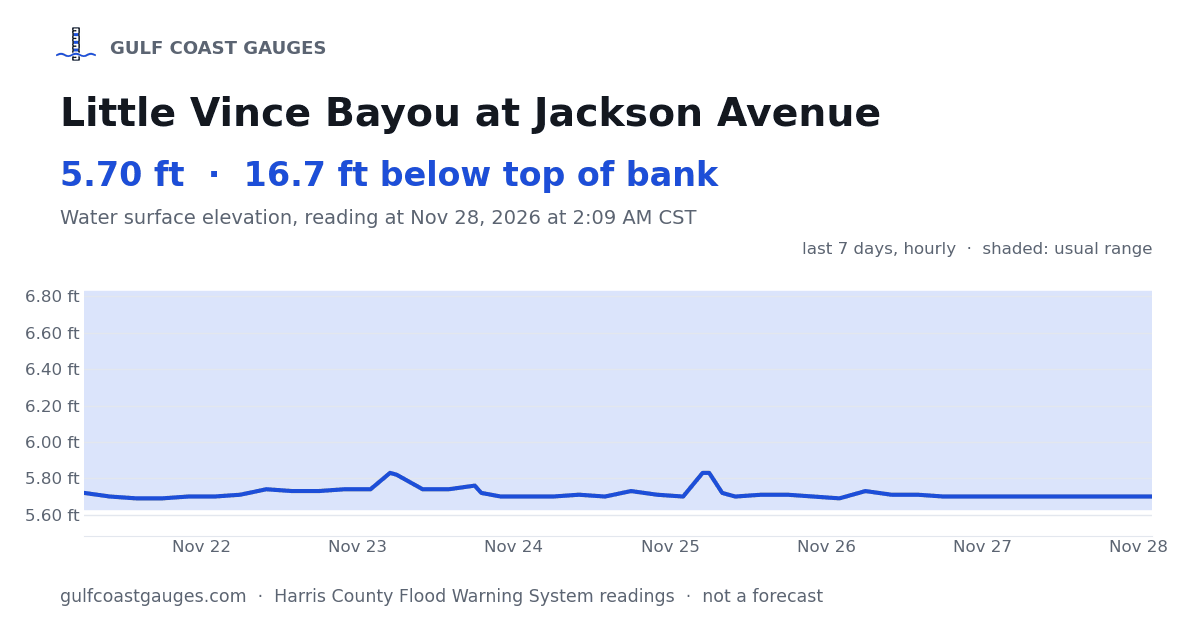 GULF COAST GAUGES
Little Vince Bayou at Jackson Avenue
5.70 ft · 16.7 ft below top of bank
Water surface elevation, reading at Nov 28, 2026 at 2:09 AM CST
last 7 days, hourly · shaded: usual range
6.80 ft
6.60 ft
6.40 ft
6.20 ft
6.00 ft
5.80 ft
5.60 ft
Nov 22 Nov 23 Nov 24 Nov 25 Nov 26 Nov 27 Nov 28
gulfcoastgauges.com · Harris County Flood Warning System readings · not a forecast